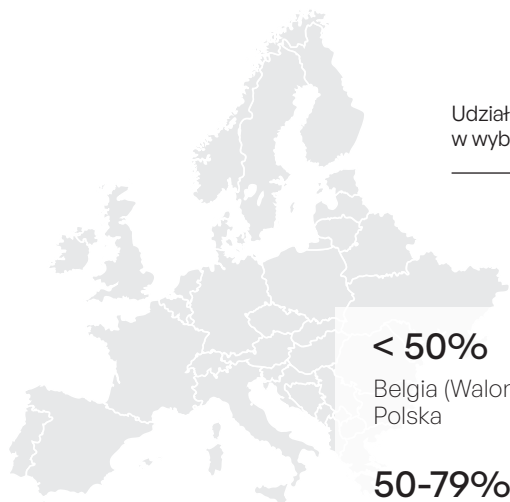 Udział
w wyb
< 50%
Belgia (Walon
Polska
50-79%